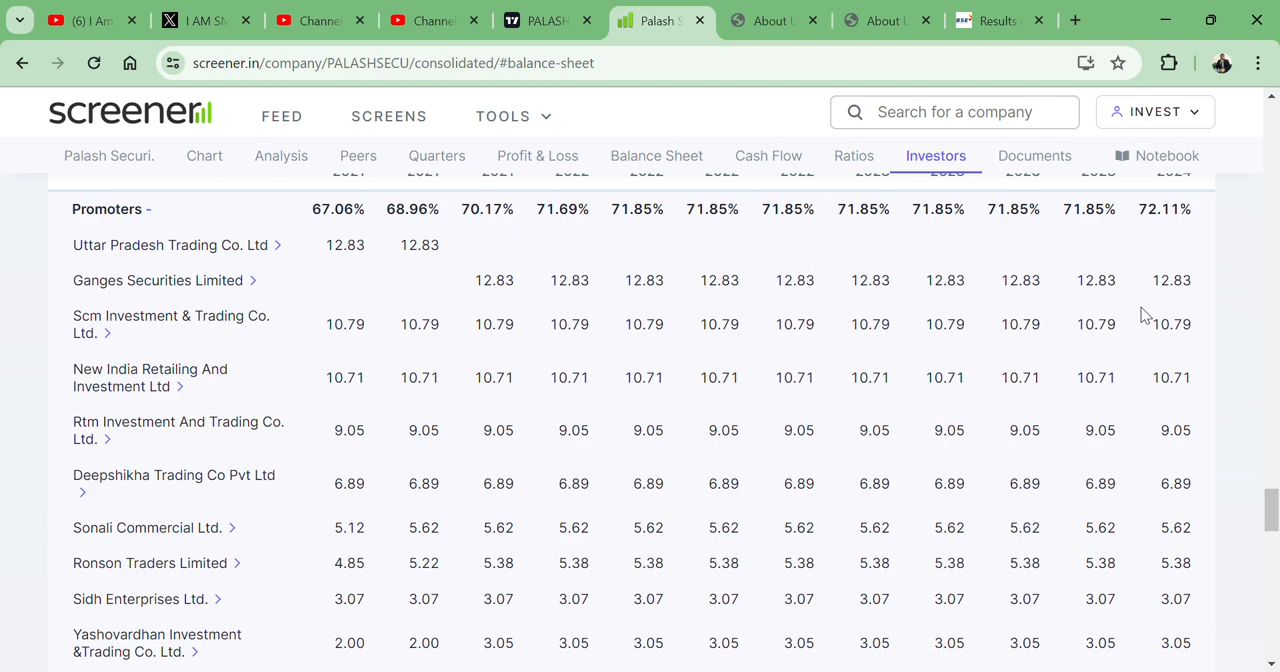 (6) I Am
I AM SM
Channel
Channel
PALASH
Palash S
About U
About U
BSE
Results
screener.in/company/PALASHSECU/consolidated/#balance-sheet
screener
FEED
SCREENS
TOOLS
Search for a company
INVEST
Palash Securi.
Chart
Analysis
Peers
Quarters
Profit & Loss
Balance Sheet
Cash Flow
Ratios
Investors
Documents
Notebook
2021 2021 2021 2022 2022 2022 2022 2023 2023 2023 2023 2024
Promoters - 67.06% 68.96% 70.17% 71.69% 71.85% 71.85% 71.85% 71.85% 71.85% 71.85% 71.85% 72.11%
Uttar Pradesh Trading Co. Ltd 12.83 12.83
Ganges Securities Limited 12.83 12.83 12.83 12.83 12.83 12.83 12.83 12.83 12.83 12.83
Scm Investment & Trading Co.
Ltd. 10.79 10.79 10.79 10.79 10.79 10.79 10.79 10.79 10.79 10.79 10.79 10.79
New India Retailing And
Investment Ltd 10.71 10.71 10.71 10.71 10.71 10.71 10.71 10.71 10.71 10.71 10.71 10.71
Rtm Investment And Trading Co.
Ltd. 9.05 9.05 9.05 9.05 9.05 9.05 9.05 9.05 9.05 9.05 9.05 9.05
Deepshikha Trading Co Pvt Ltd 6.89 6.89 6.89 6.89 6.89 6.89 6.89 6.89 6.89 6.89 6.89 6.89
Sonali Commercial Ltd. 5.12 5.62 5.62 5.62 5.62 5.62 5.62 5.62 5.62 5.62 5.62 5.62
Ronson Traders Limited 4.85 5.22 5.38 5.38 5.38 5.38 5.38 5.38 5.38 5.38 5.38 5.38
Sidh Enterprises Ltd. 3.07 3.07 3.07 3.07 3.07 3.07 3.07 3.07 3.07 3.07 3.07 3.07
Yashovardhan Investment
&Trading Co. Ltd. 2.00 2.00 3.05 3.05 3.05 3.05 3.05 3.05 3.05 3.05 3.05 3.05